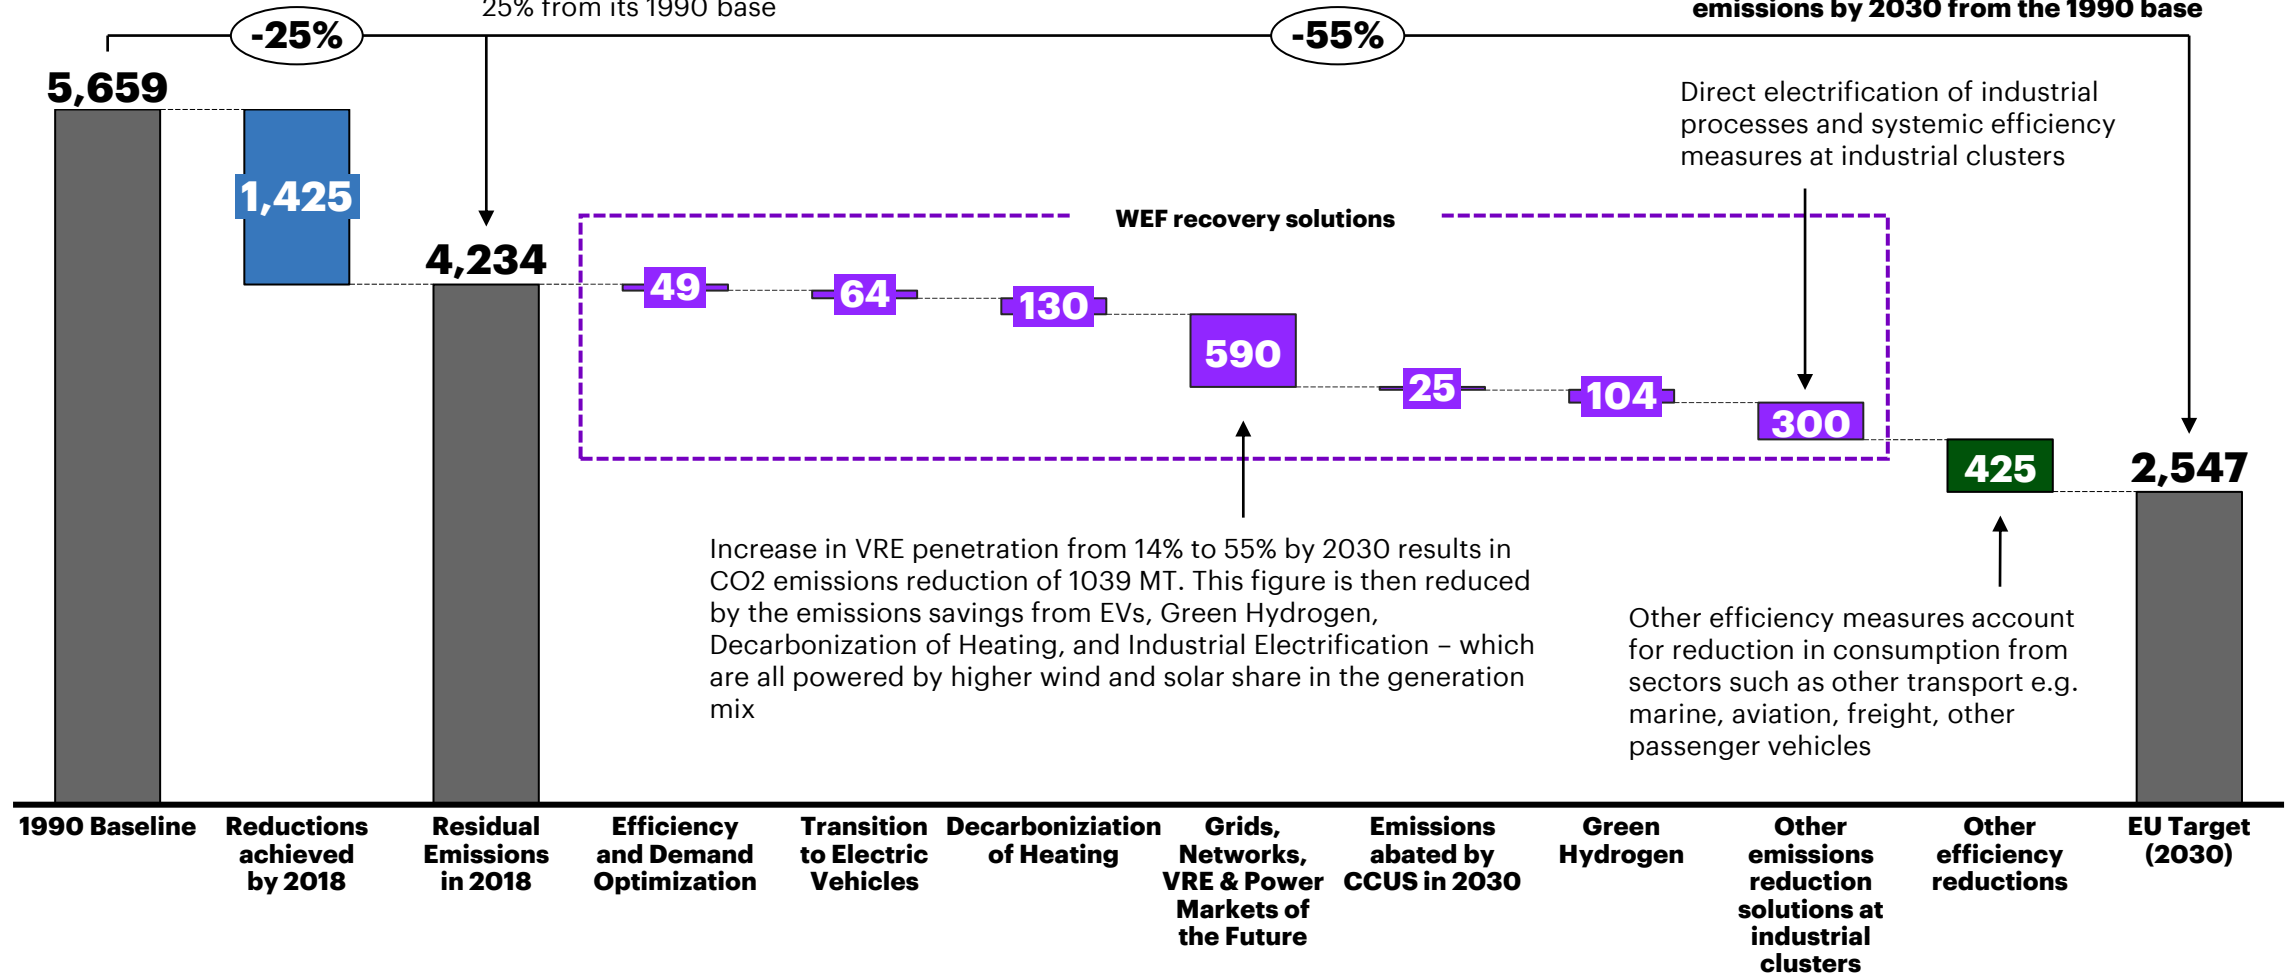 25% from its 1990 base
emissions by 2030 from the 1990 base
-25%
-55%
5,659
1,425
4,234
Direct electrification of industrial
processes and systemic efficiency
measures at industrial clusters
WEF recovery solutions
49
64
130
590
25
104
300
425
2,547
Increase in VRE penetration from 14% to 55% by 2030 results in
CO2 emissions reduction of 1039 MT. This figure is then reduced
by the emissions savings from EVs, Green Hydrogen,
Decarbonization of Heating, and Industrial Electrification – which
are all powered by higher wind and solar share in the generation
mix
Other efficiency measures account
for reduction in consumption from
sectors such as other transport e.g.
marine, aviation, freight, other
passenger vehicles
1990 Baseline
Reductions
achieved
by 2018
Residual
Emissions
in 2018
Efficiency
and Demand
Optimization
Transition
to Electric
Vehicles
Decarboniziation
of Heating
Grids,
Networks,
VRE & Power
Markets of
the Future
Emissions
abated by
CCUS in 2030
Green
Hydrogen
Other
emissions
reduction
solutions at
industrial
clusters
Other
efficiency
reductions
EU Target
(2030)